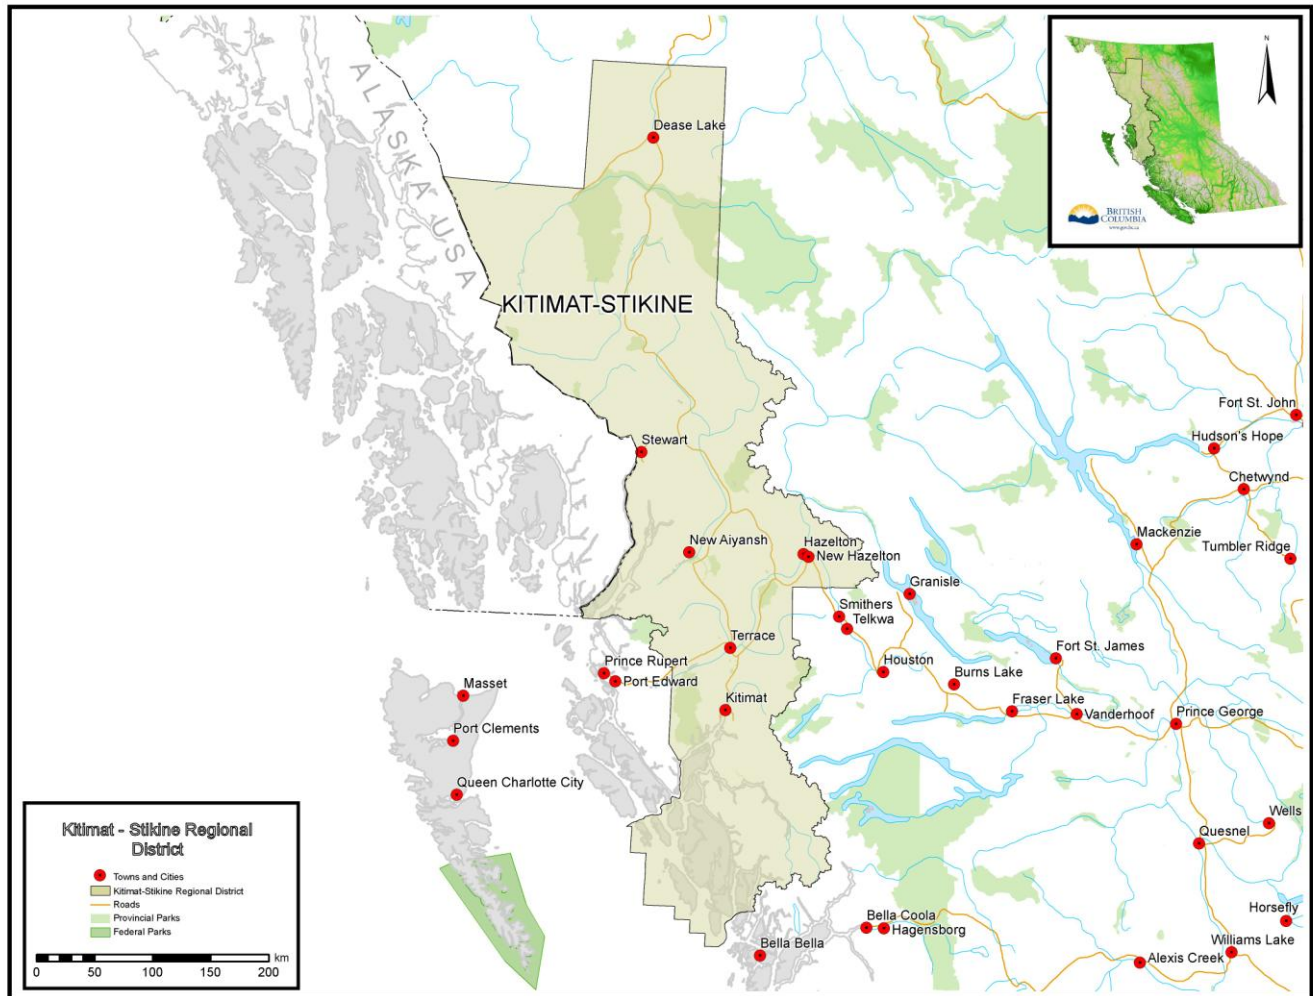 N
BRITISH
COLUMBIA
www.gov.bc.ca
ALASKA USA
Dease Lake
KITIMAT-STIKINE
Fort St. John
Stewart
Hudson's Hope
Chetwynd
New Aiyansh
Hazelton
New Hazelton
Mackenzie
Tumbler Ridge
Granisle
Smithers
Telkwa
Terrace
Fort St. James
Prince Rupert
Port Edward
Houston
Burns Lake
Masset
Kitimat
Fraser Lake
Vanderhoof
Prince George
Port Clements
Queen Charlotte City
Wells
Quesnel
Horsefly
Bella Coola
Hagensborg
Bella Bella
Williams Lake
Alexis Creek
Kitimat - Stikine Regional
District
Towns and Cities
Kitimat-Stikine Regional District
Roads
Provincial Parks
Federal Parks
0 50 100 150 200 km